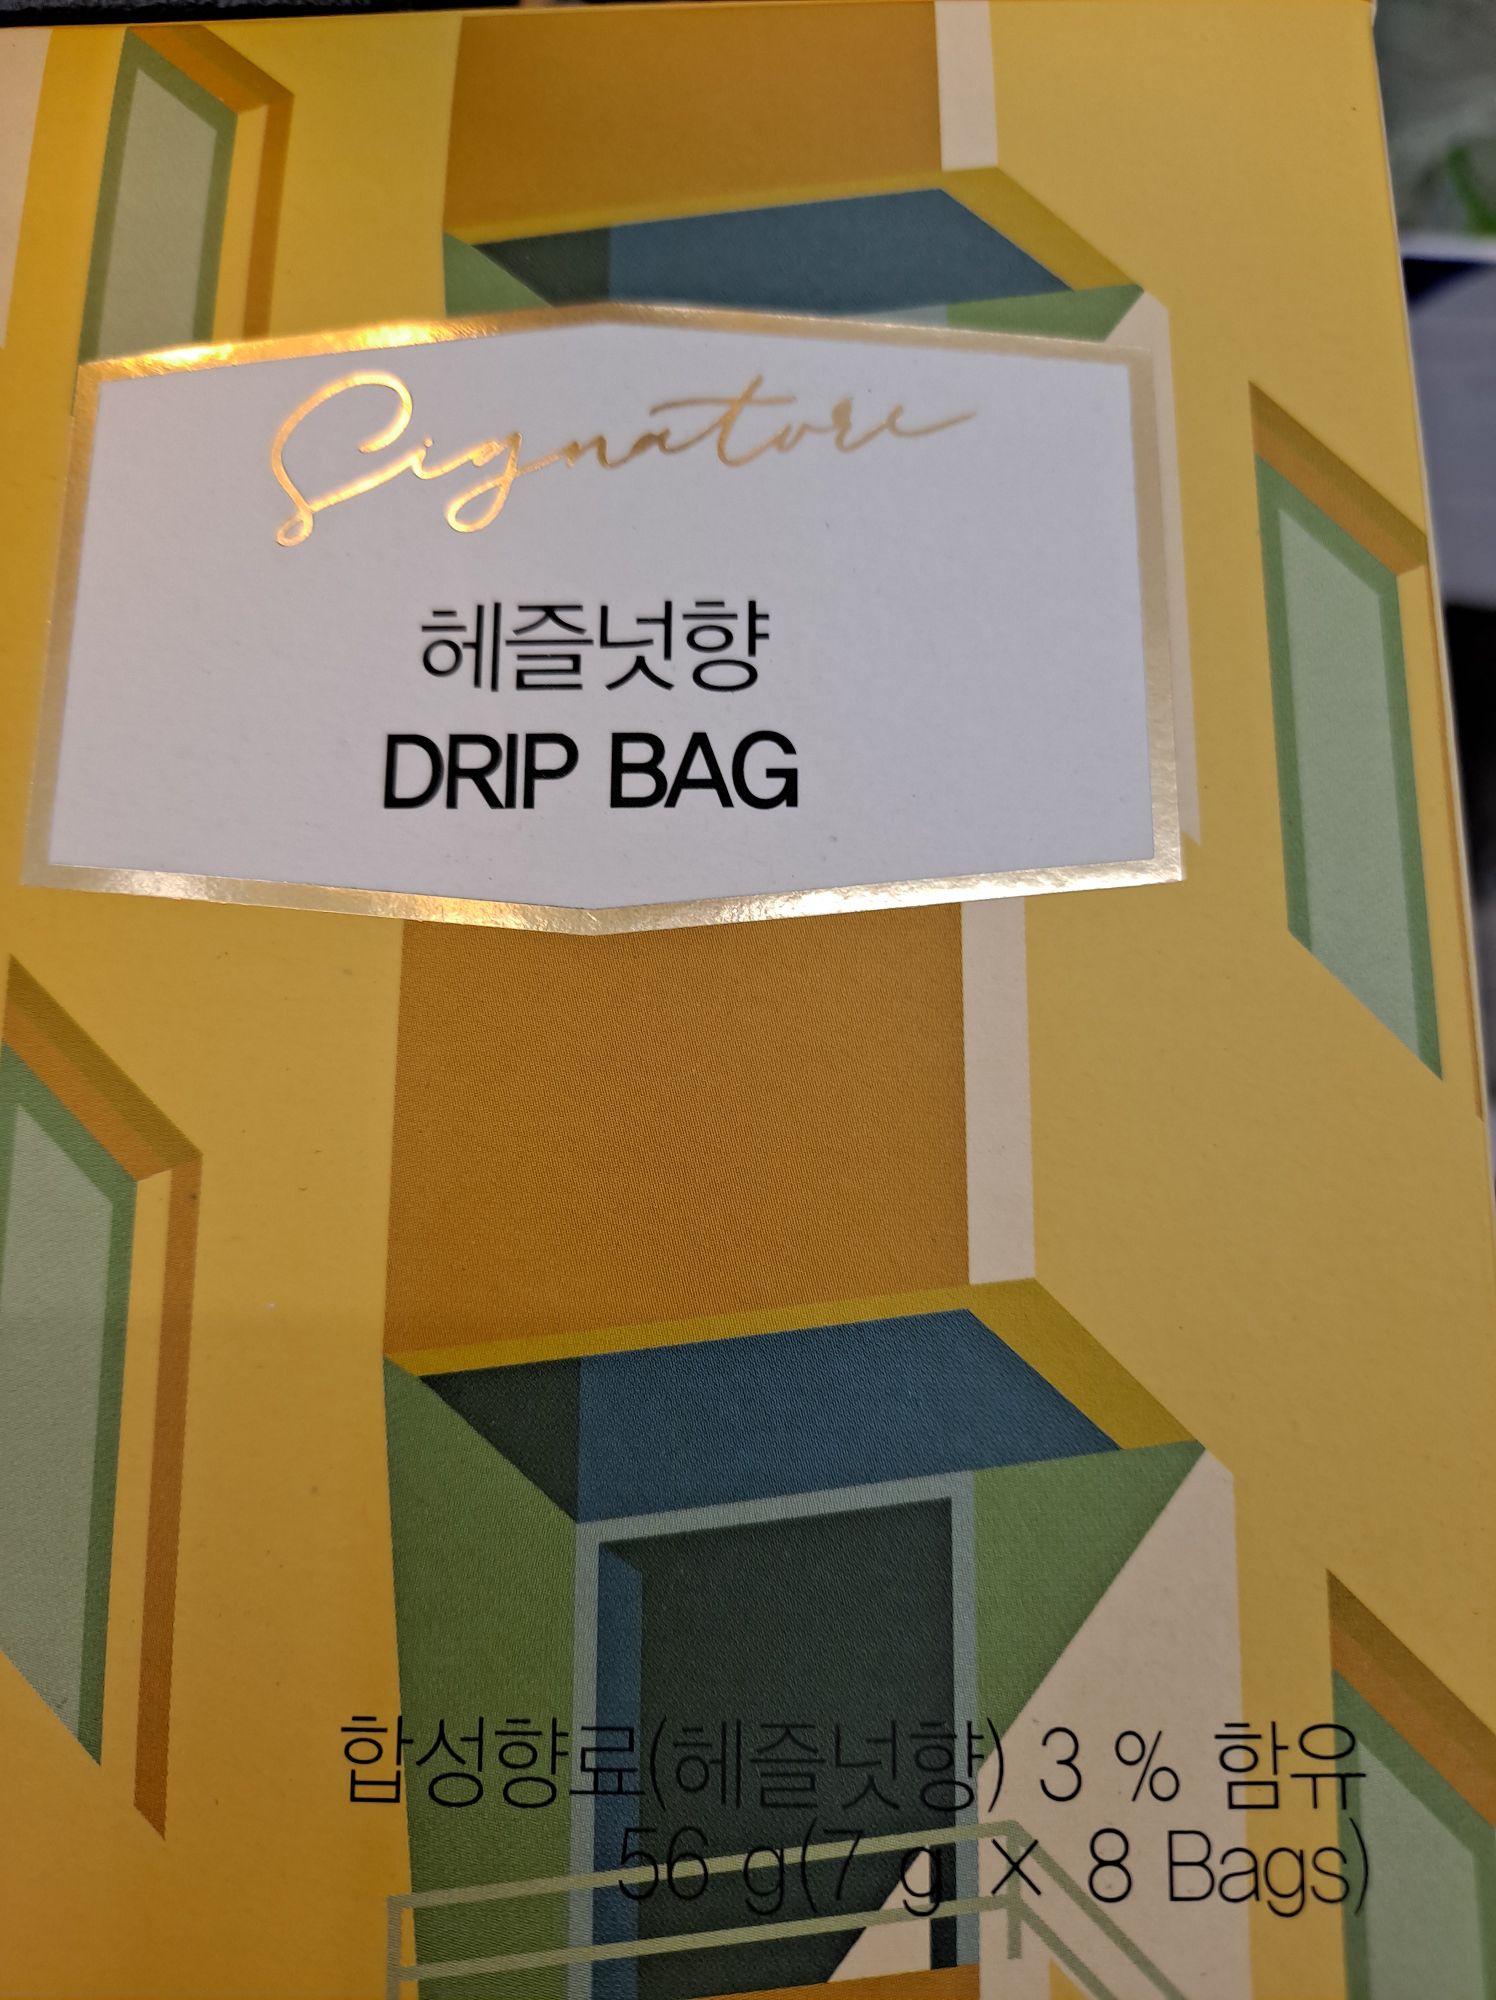 Signature
헤즐넛향
DRIP BAG
합성향료(헤즐넛향) 3 % 함유
56 g(7 g × 8 Bags)